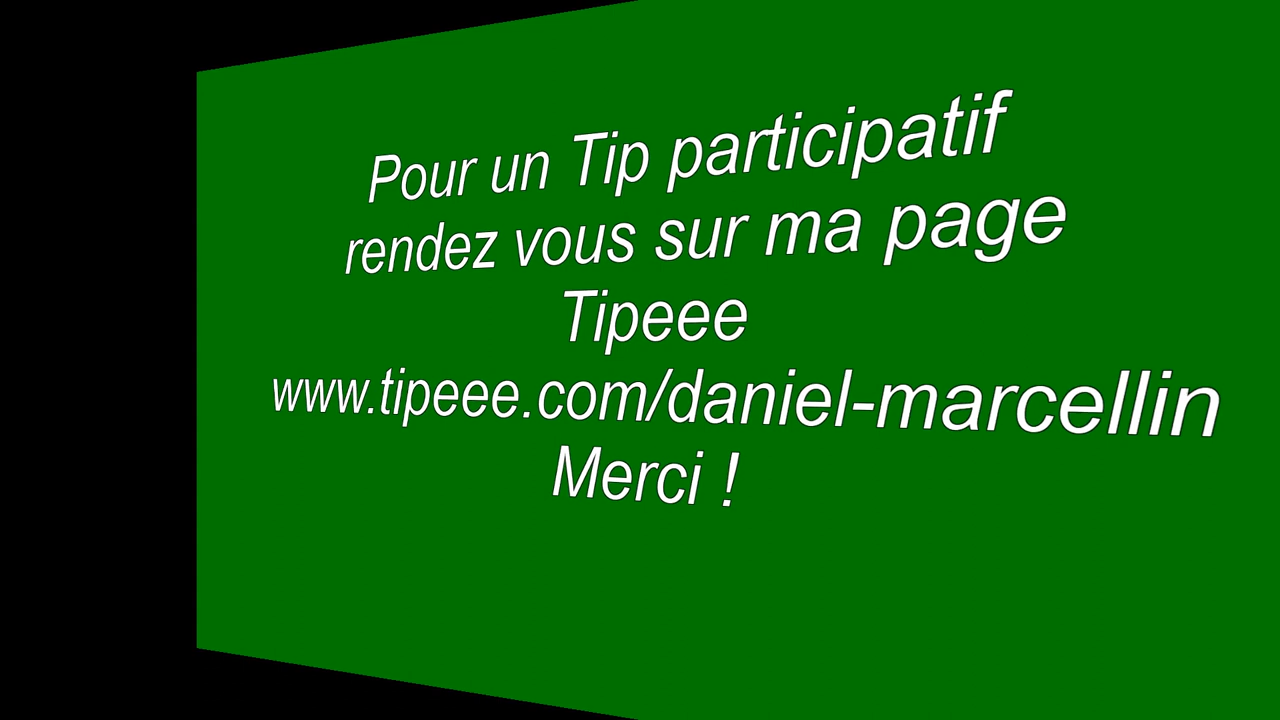 Pour un Tip participatif
rendez vous sur ma page
Tipeee
www.tipeee.com/daniel-marcellin
Merci !